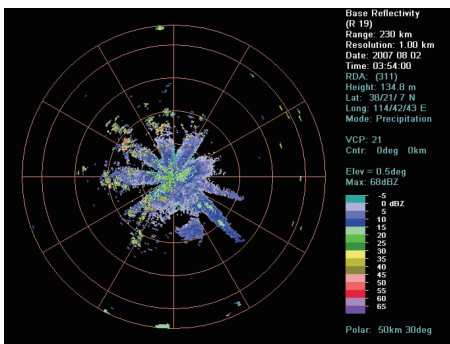 Base Reflectivity
(R 19)
Range: 230 km
Resolution: 1.00 km
Date: 2007 08 02
Time: 03:54:00
RDA: (311)
Height: 134.8 m
Lat: 38/21/ 7 N
Long: 114/42/43 E
Mode: Precipitation
VCP: 21
Cntr: 0deg 0km
Elev = 0.5deg
Max: 68dBZ
-5
0 dBZ
5
10
15
20
25
30
35
40
45
50
55
60
65
Polar: 50km 30deg